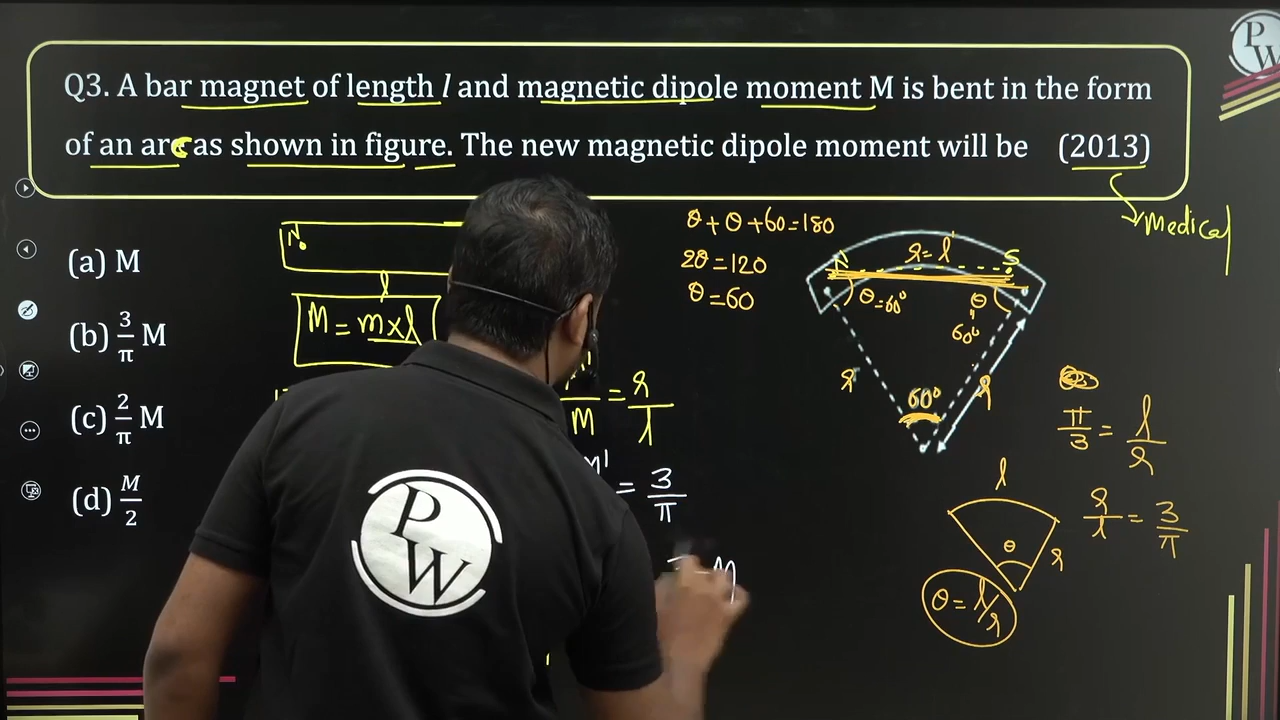 Q3. A bar magnet of length l and magnetic dipole moment M is bent in the form
of an arc as shown in figure. The new magnetic dipole moment will be (2013)
Medical
(a) M
(b) 3/π M
(c) 2/π M
(d) M/2
N
l
M = m×l
M'/M = r/l
M'/ = 3/π
M
θ + θ + 60 = 180
2θ = 120
θ = 60
N
r = l'
S
θ = 60°
θ
60°
60°
r
r
π/3 = l/r
r/l = 3/π
l
θ
r
θ = l/r
PW
PW